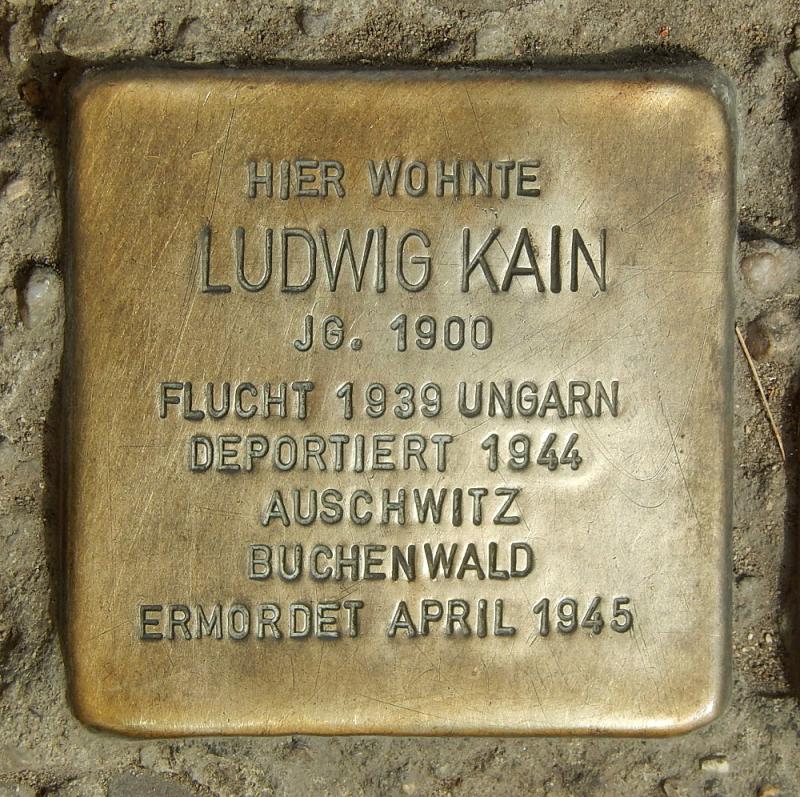 HIER WOHNTE
LUDWIG KAIN
JG. 1900
FLUCHT 1939 UNGARN
DEPORTIERT 1944
AUSCHWITZ
BUCHENWALD
ERMORDET APRIL 1945